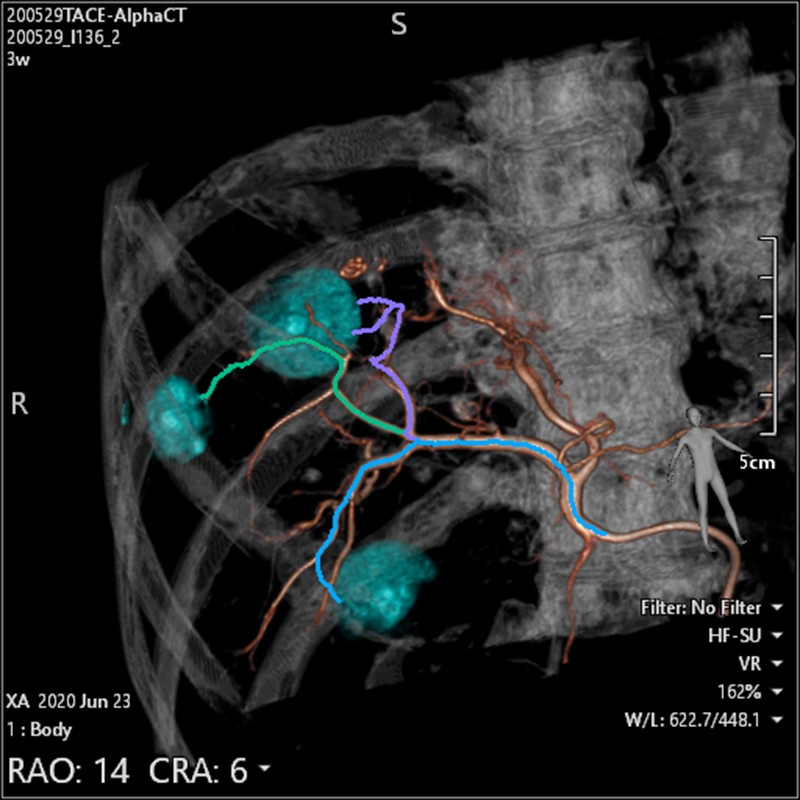 200529TACE-AlphaCT
200529_I136_2
3w
S
R
5cm
Filter: No Filter
HF-SU
VR
162%
W/L: 622.7/448.1
XA 2020 Jun 23
1 : Body
RAO: 14 CRA: 6